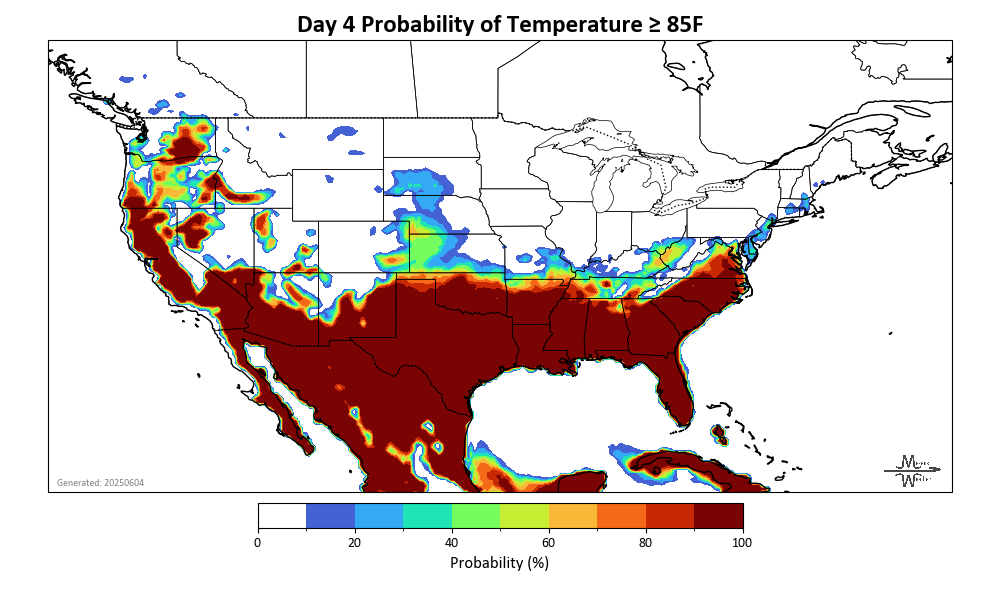 Day 4 Probability of Temperature ≥ 85F
Generated: 20250604
0 20 40 60 80 100
Probability (%)